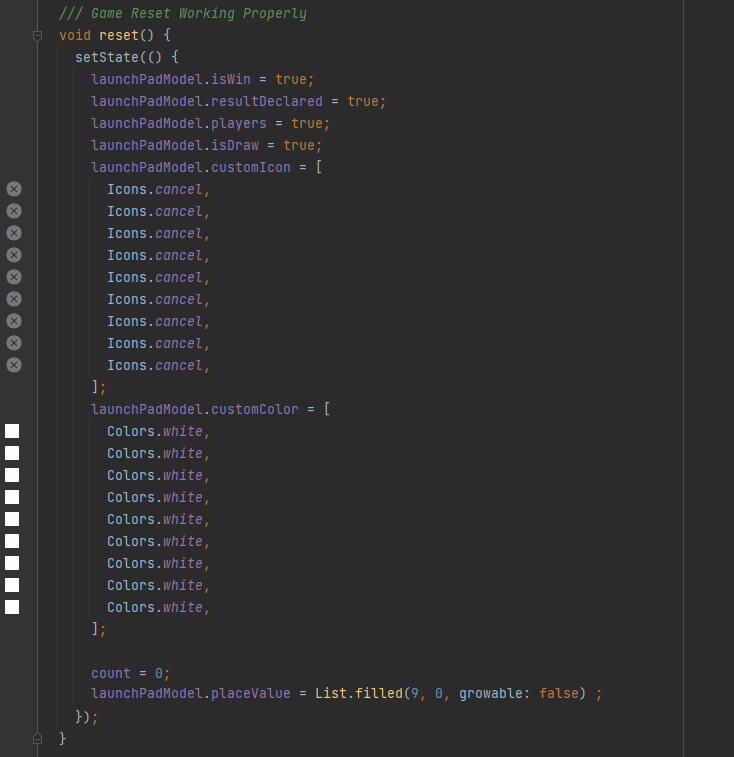 /// Game Reset Working Properly
void reset() {
  setState(() {
    launchPadModel.isWin = true;
    launchPadModel.resultDeclared = true;
    launchPadModel.players = true;
    launchPadModel.isDraw = true;
    launchPadModel.customIcon = [
      Icons.cancel,
      Icons.cancel,
      Icons.cancel,
      Icons.cancel,
      Icons.cancel,
      Icons.cancel,
      Icons.cancel,
      Icons.cancel,
      Icons.cancel,
    ];
    launchPadModel.customColor = [
      Colors.white,
      Colors.white,
      Colors.white,
      Colors.white,
      Colors.white,
      Colors.white,
      Colors.white,
      Colors.white,
      Colors.white,
    ];

    count = 0;
    launchPadModel.placeValue = List.filled(9, 0, growable: false) ;
  });
}